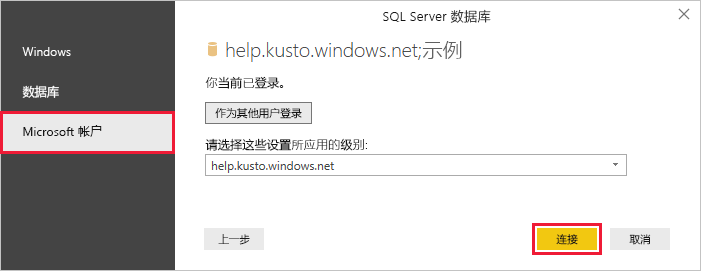 SQL Server 数据库
Windows
数据库
Microsoft 帐户
help.kusto.windows.net;示例
你当前已登录。
作为其他用户登录
请选择这些设置所应用的级别:
help.kusto.windows.net
上一步
连接
取消